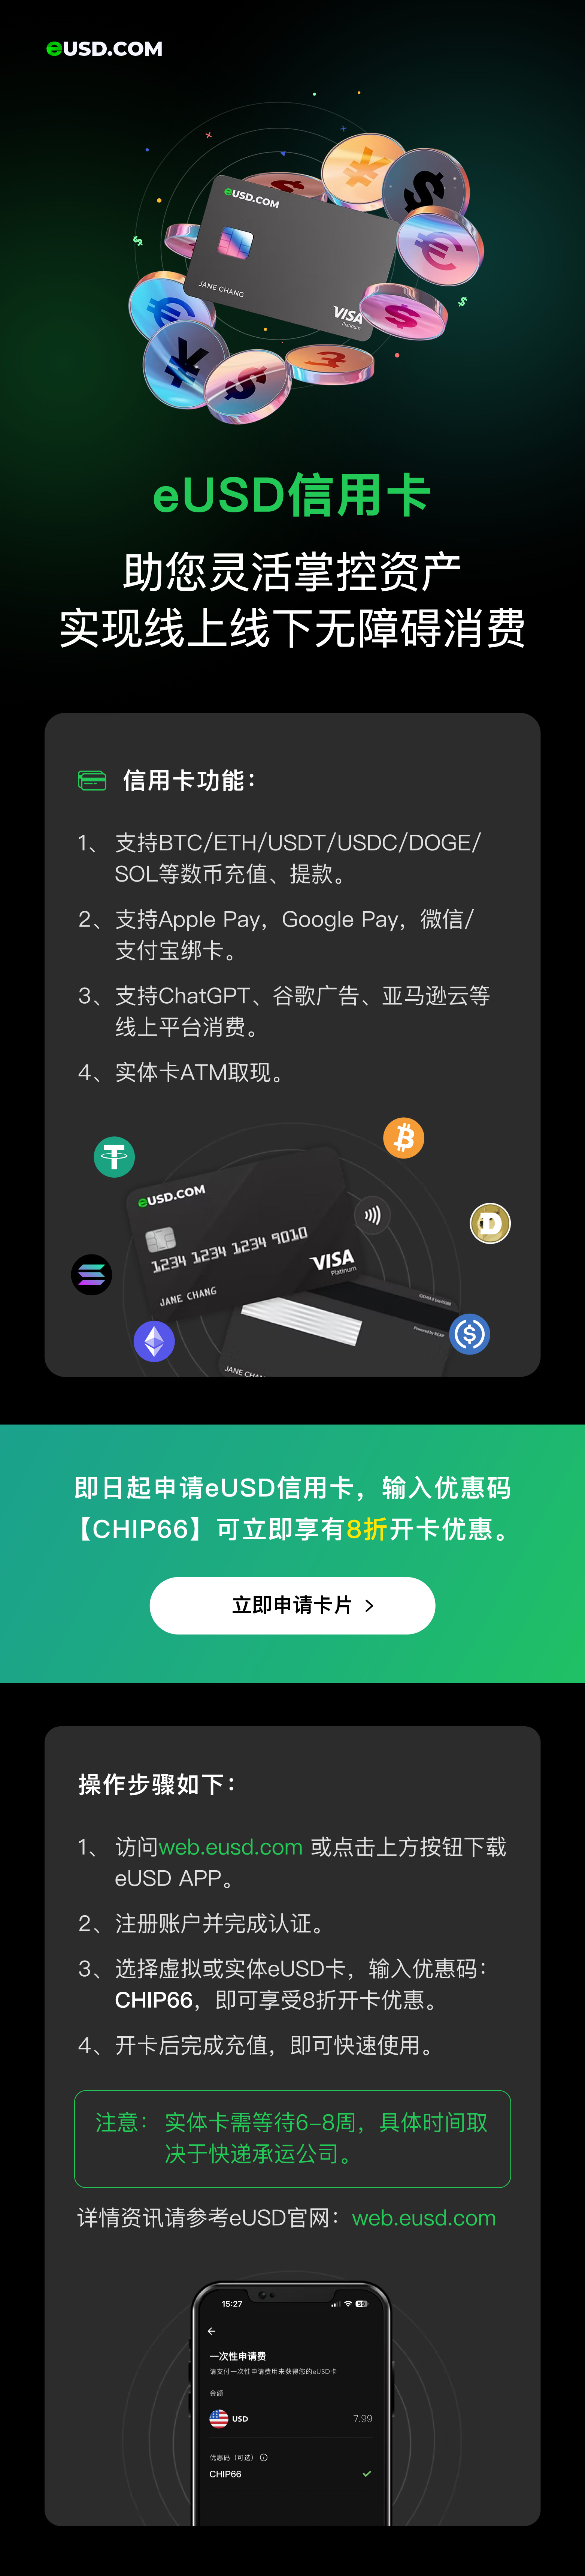 eUSD.COM
eUSD.COM
JANE CHANG
VISA
Platinum
eUSD信用卡
助您灵活掌控资产
实现线上线下无障碍消费
信用卡功能：
1、 支持BTC/ETH/USDT/USDC/DOGE/
SOL等数币充值、提款。
2、 支持Apple Pay，Google Pay，微信/
支付宝绑卡。
3、 支持ChatGPT、谷歌广告、亚马逊云等
线上平台消费。
4、 实体卡ATM取现。
eUSD.COM
1234 1234 1234 9010
VISA
Platinum
JANE CHANG
Powered by REAP
JANE CHA
即日起申请eUSD信用卡，输入优惠码
【CHIP66】可立即享有8折开卡优惠。
立即申请卡片 >
操作步骤如下：
1、 访问web.eusd.com 或点击上方按钮下载
eUSD APP。
2、 注册账户并完成认证。
3、 选择虚拟或实体eUSD卡，输入优惠码：
CHIP66，即可享受8折开卡优惠。
4、 开卡后完成充值，即可快速使用。
注意： 实体卡需等待6-8周，具体时间取
决于快递承运公司。
详情资讯请参考eUSD官网：web.eusd.com
15:27
一次性申请费
请支付一次性申请费用来获得您的eUSD卡
金额
USD 7.99
优惠码（可选）
CHIP66